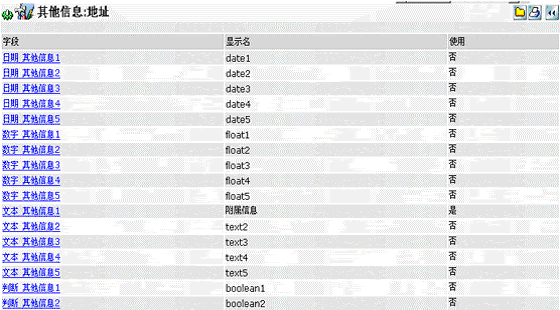 其他信息:地址
字段 显示名 使用
日期 其他信息1 date1 否
日期 其他信息2 date2 否
日期 其他信息3 date3 否
日期 其他信息4 date4 否
日期 其他信息5 date5 否
数字 其他信息1 float1 否
数字 其他信息2 float2 否
数字 其他信息3 float3 否
数字 其他信息4 float4 否
数字 其他信息5 float5 否
文本 其他信息1 附属信息 是
文本 其他信息2 text2 否
文本 其他信息3 text3 否
文本 其他信息4 text4 否
文本 其他信息5 text5 否
判断 其他信息1 boolean1 否
判断 其他信息2 boolean2 否